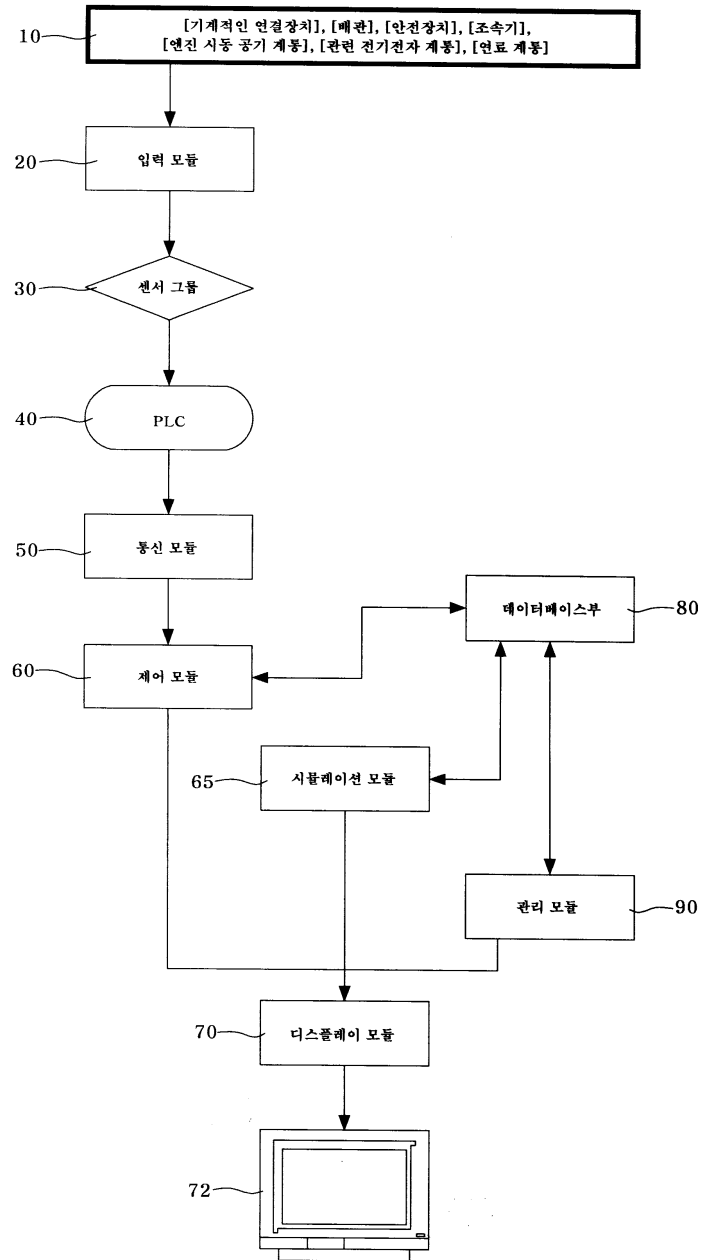 10
[기계적인 연결장치], [배관], [안전장치], [조속기],
[엔진 시동 공기 계통], [관련 전기전자 계통], [연료 계통]
20
입력 모듈
30
센서 그룹
40
PLC
50
통신 모듈
데이터베이스부
80
60
제어 모듈
65
시뮬레이션 모듈
관리 모듈
90
70
디스플레이 모듈
72